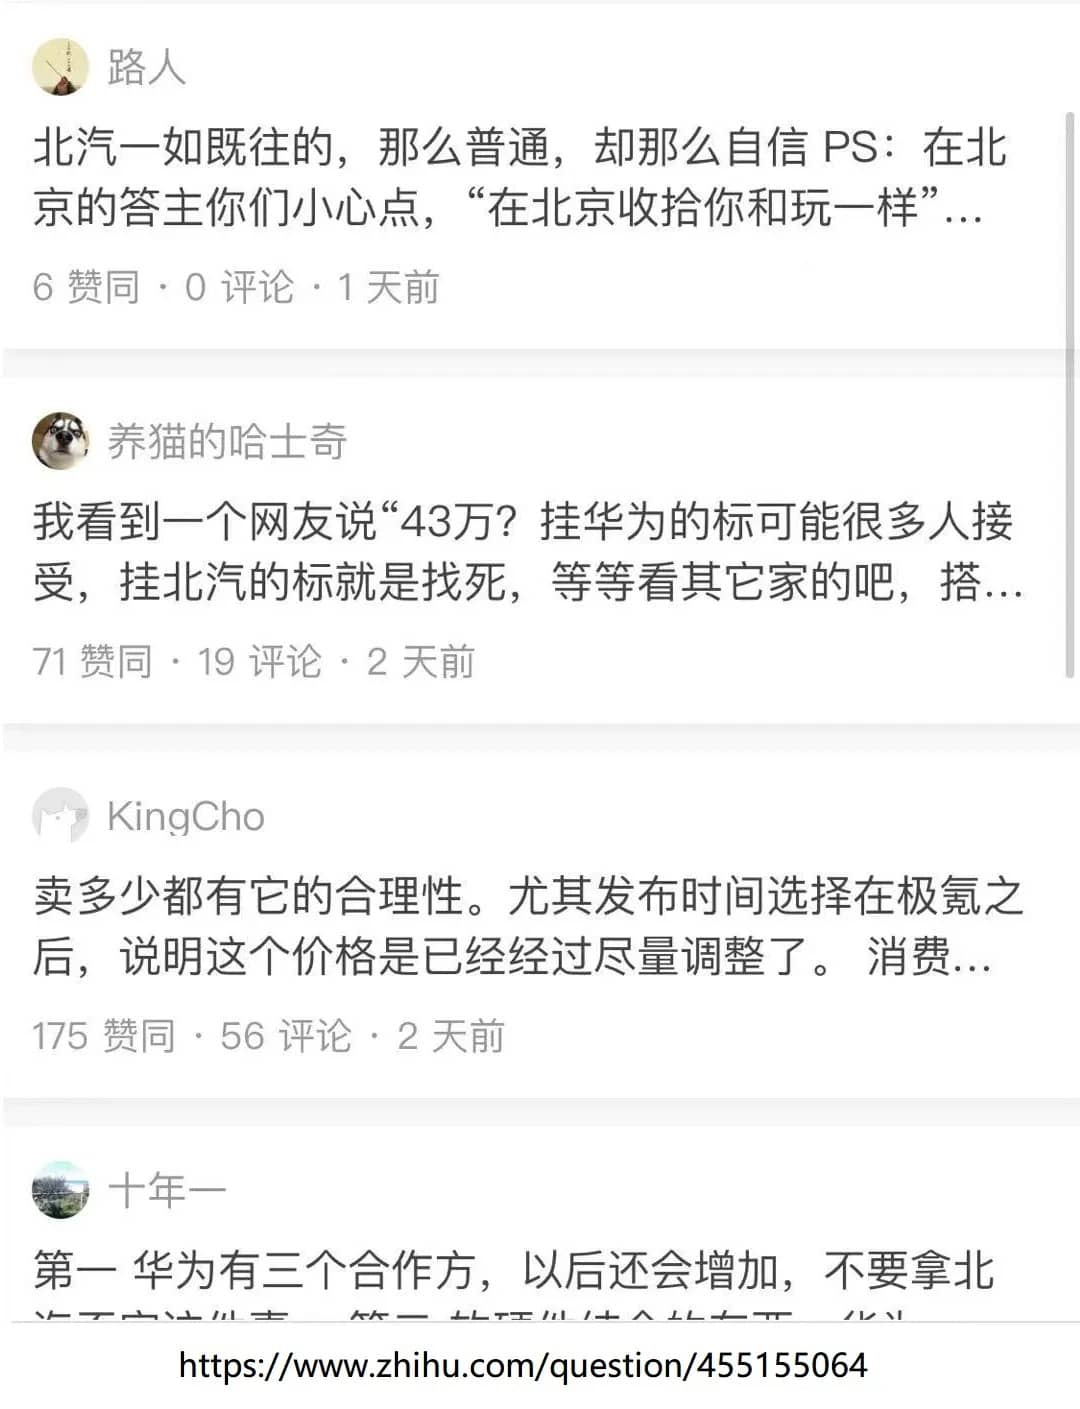 路人
北汽一如既往的，那么普通，却那么自信 PS：在北
京的答主你们小心点，“在北京收拾你和玩一样”...
6 赞同 · 0 评论 · 1 天前
养猫的哈士奇
我看到一个网友说“43万？挂华为的标可能很多人接
受，挂北汽的标就是找死，等等看其它家的吧，搭...
71 赞同 · 19 评论 · 2 天前
KingCho
卖多少都有它的合理性。尤其发布时间选择在极氪之
后，说明这个价格是已经经过尽量调整了。 消费...
175 赞同 · 56 评论 · 2 天前
十年一
第一 华为有三个合作方，以后还会增加，不要拿北
https://www.zhihu.com/question/455155064